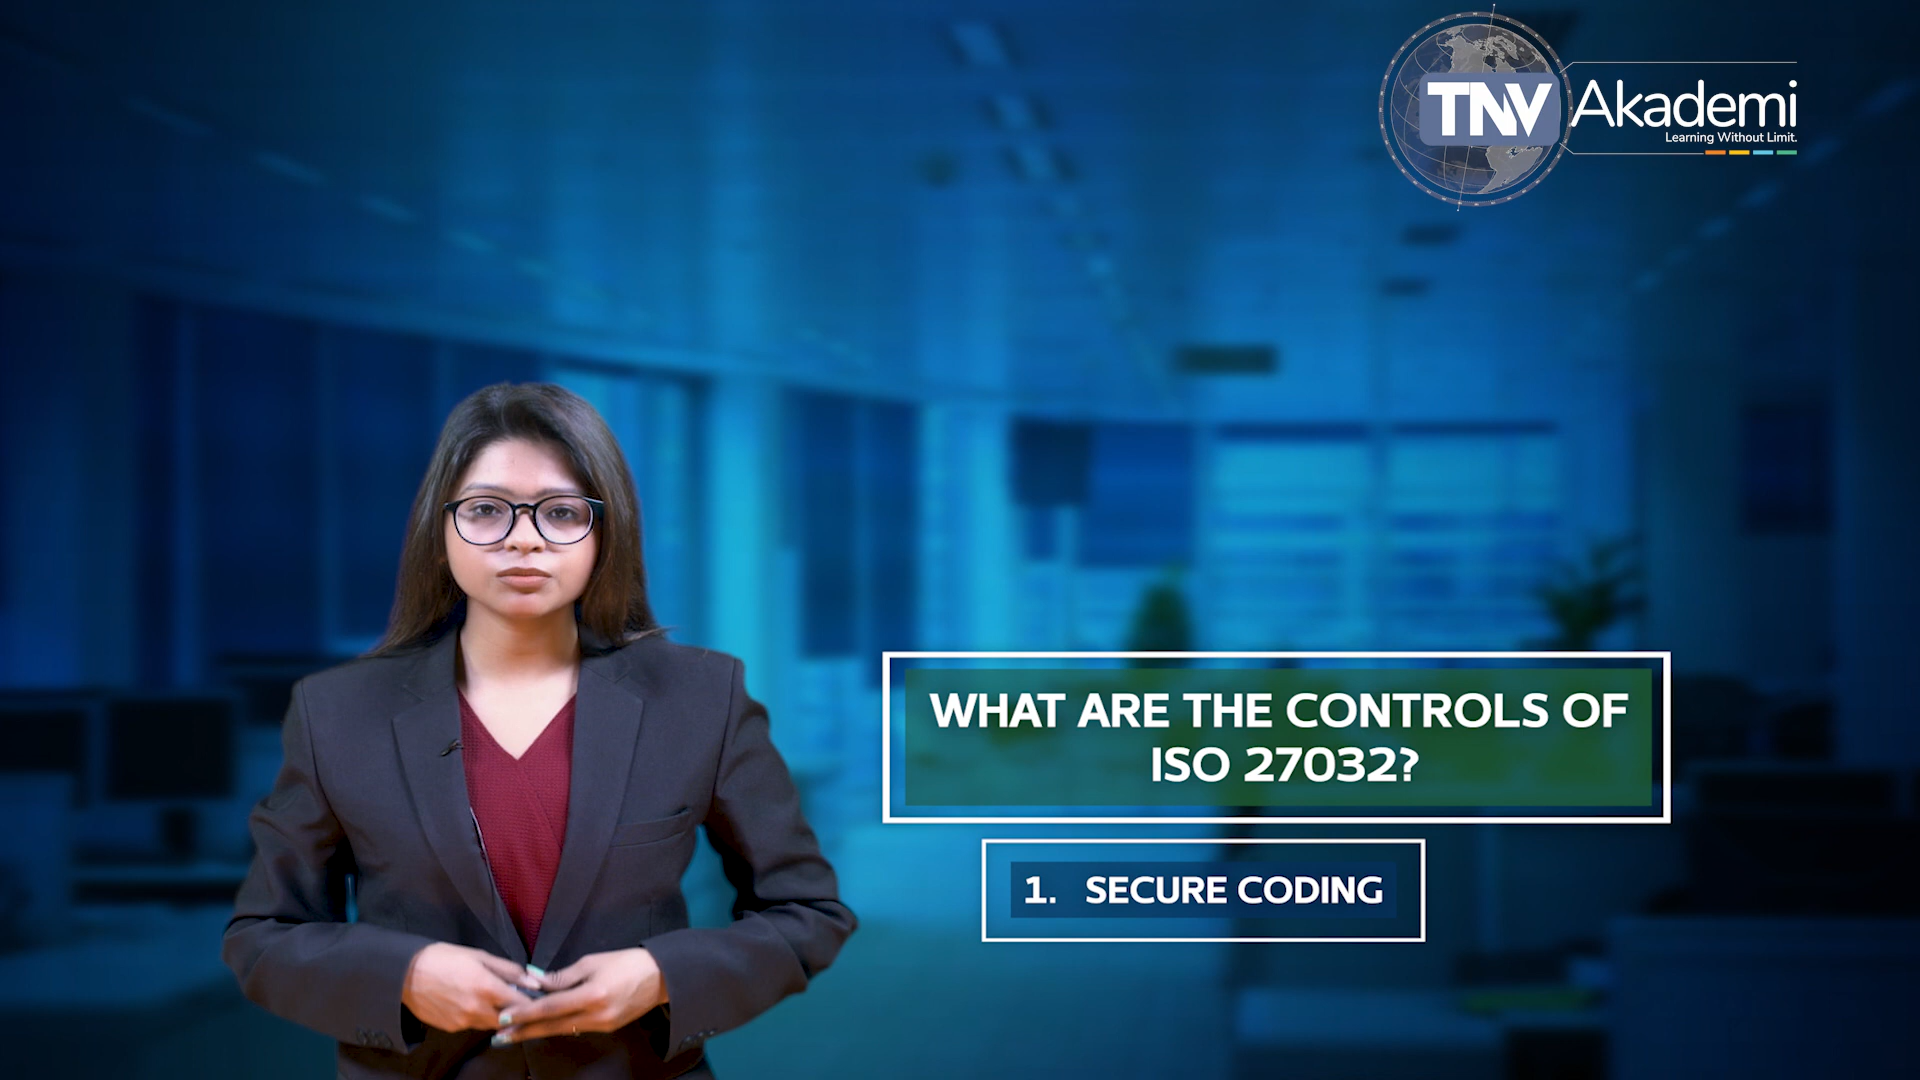 TNV Akademi
Learning Without Limit.
WHAT ARE THE CONTROLS OF
ISO 27032?
1. SECURE CODING